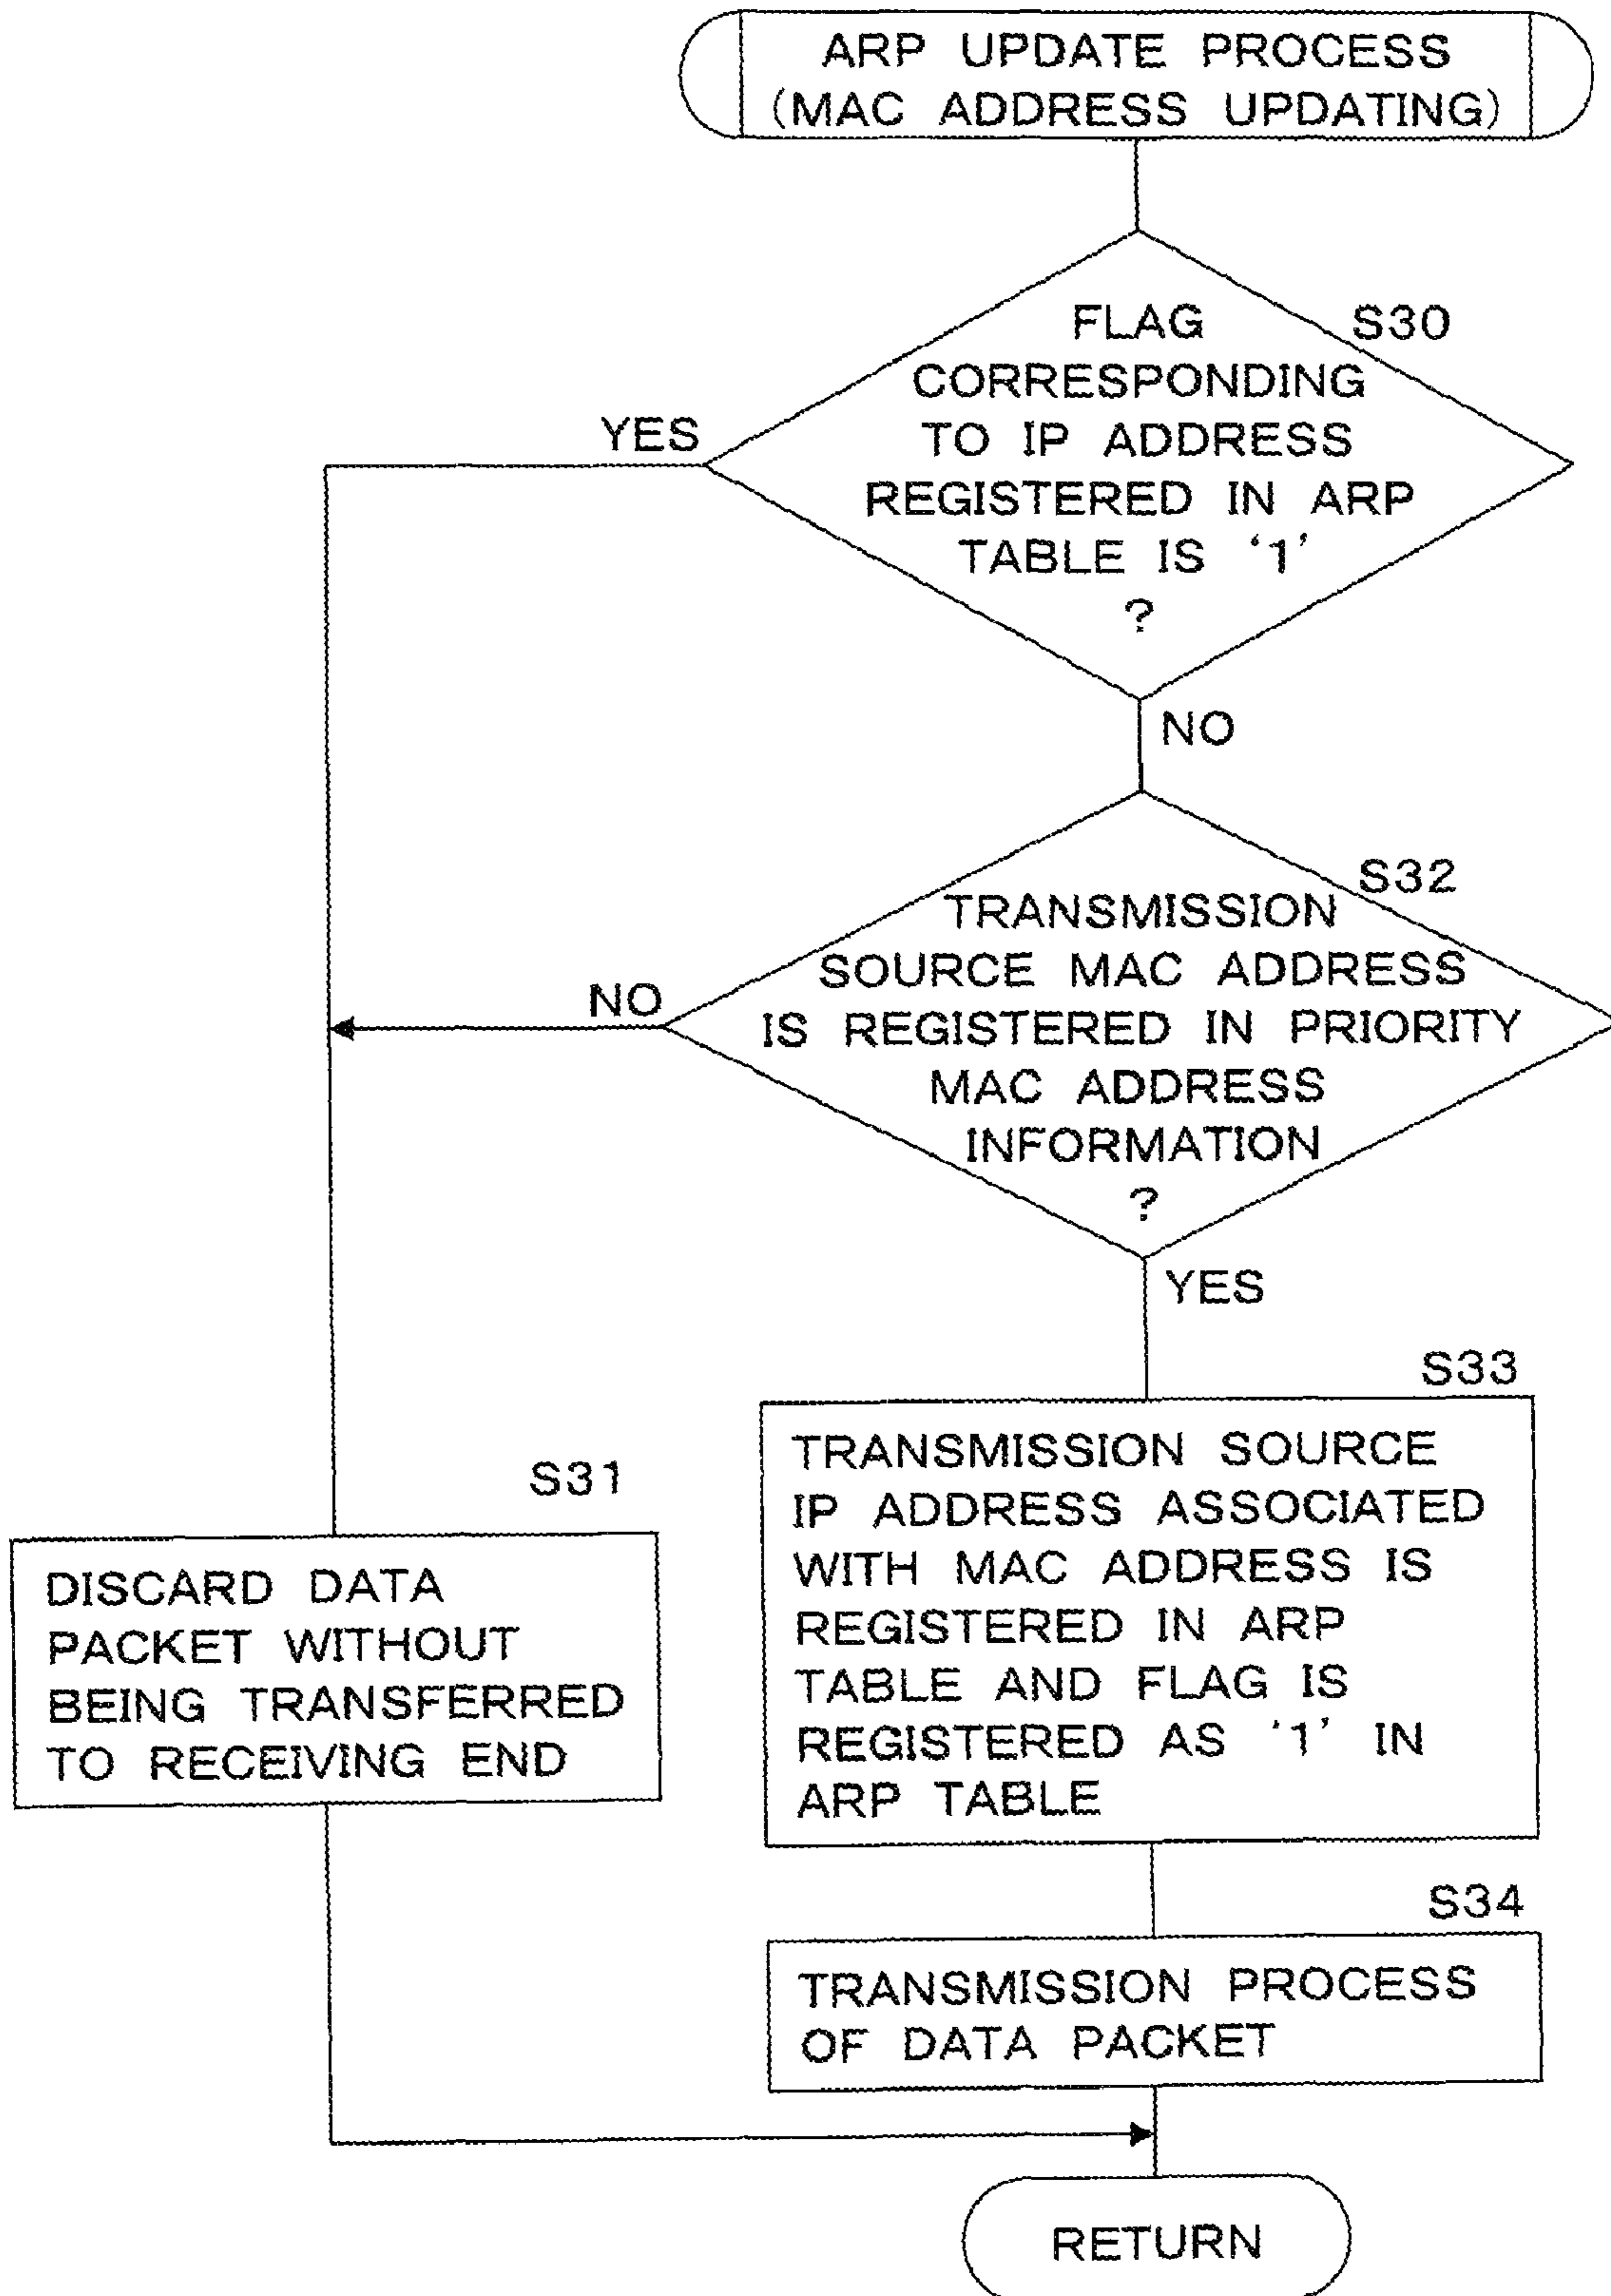 ARP UPDATE PROCESS
(MAC ADDRESS UPDATING)
S30
FLAG
CORRESPONDING
TO IP ADDRESS
REGISTERED IN ARP
TABLE IS ‘1’
?
YES
NO
S32
TRANSMISSION
SOURCE MAC ADDRESS
IS REGISTERED IN PRIORITY
MAC ADDRESS
INFORMATION
?
NO
YES
S33
TRANSMISSION SOURCE
IP ADDRESS ASSOCIATED
WITH MAC ADDRESS IS
REGISTERED IN ARP
TABLE AND FLAG IS
REGISTERED AS ‘1’ IN
ARP TABLE
S31
DISCARD DATA
PACKET WITHOUT
BEING TRANSFERRED
TO RECEIVING END
S34
TRANSMISSION PROCESS
OF DATA PACKET
RETURN